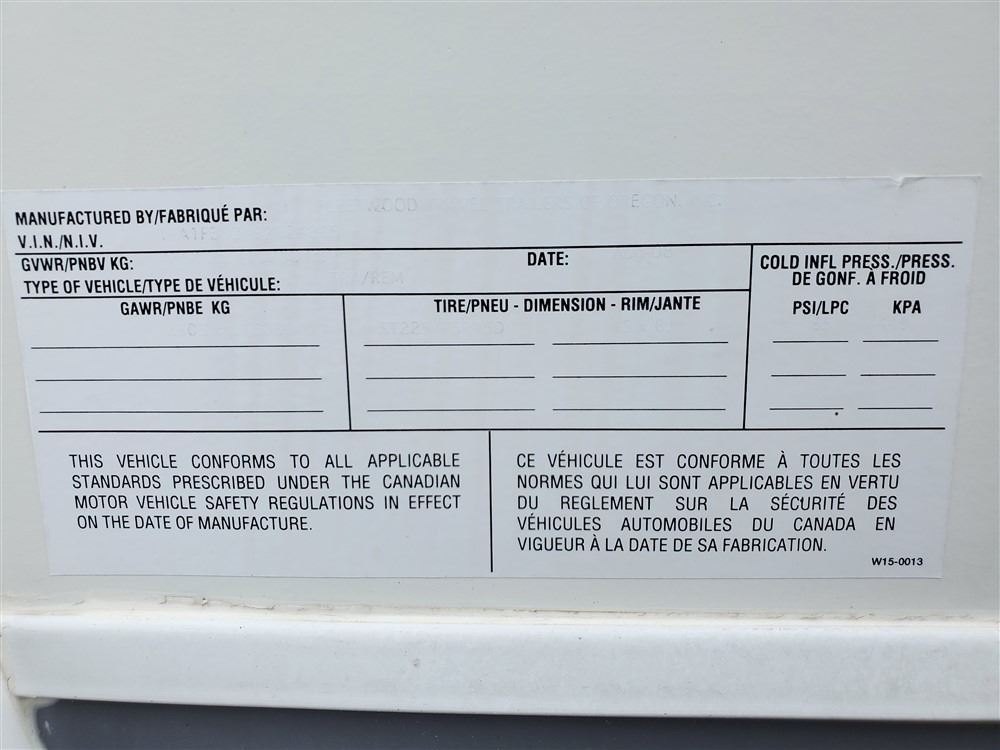 MANUFACTURED BY/FABRIQUÉ PAR: OREGON
V.I.N./N.I.V.
GVWR/PNBV KG:
DATE:
TYPE OF VEHICLE/TYPE DE VÉHICULE:
COLD INFL PRESS./PRESS.
DE GONF. À FROID
GAWR/PNBE KG
TIRE/PNEU - DIMENSION - RIM/JANTE
PSI/LPC KPA
THIS VEHICLE CONFORMS TO ALL APPLICABLE
STANDARDS PRESCRIBED UNDER THE CANADIAN
MOTOR VEHICLE SAFETY REGULATIONS IN EFFECT
ON THE DATE OF MANUFACTURE.
CE VÉHICULE EST CONFORME À TOUTES LES
NORMES QUI LUI SONT APPLICABLES EN VERTU
DU REGLEMENT SUR LA SÉCURITÉ DES
VÉHICULES AUTOMOBILES DU CANADA EN
VIGUEUR À LA DATE DE SA FABRICATION.
W15-0013